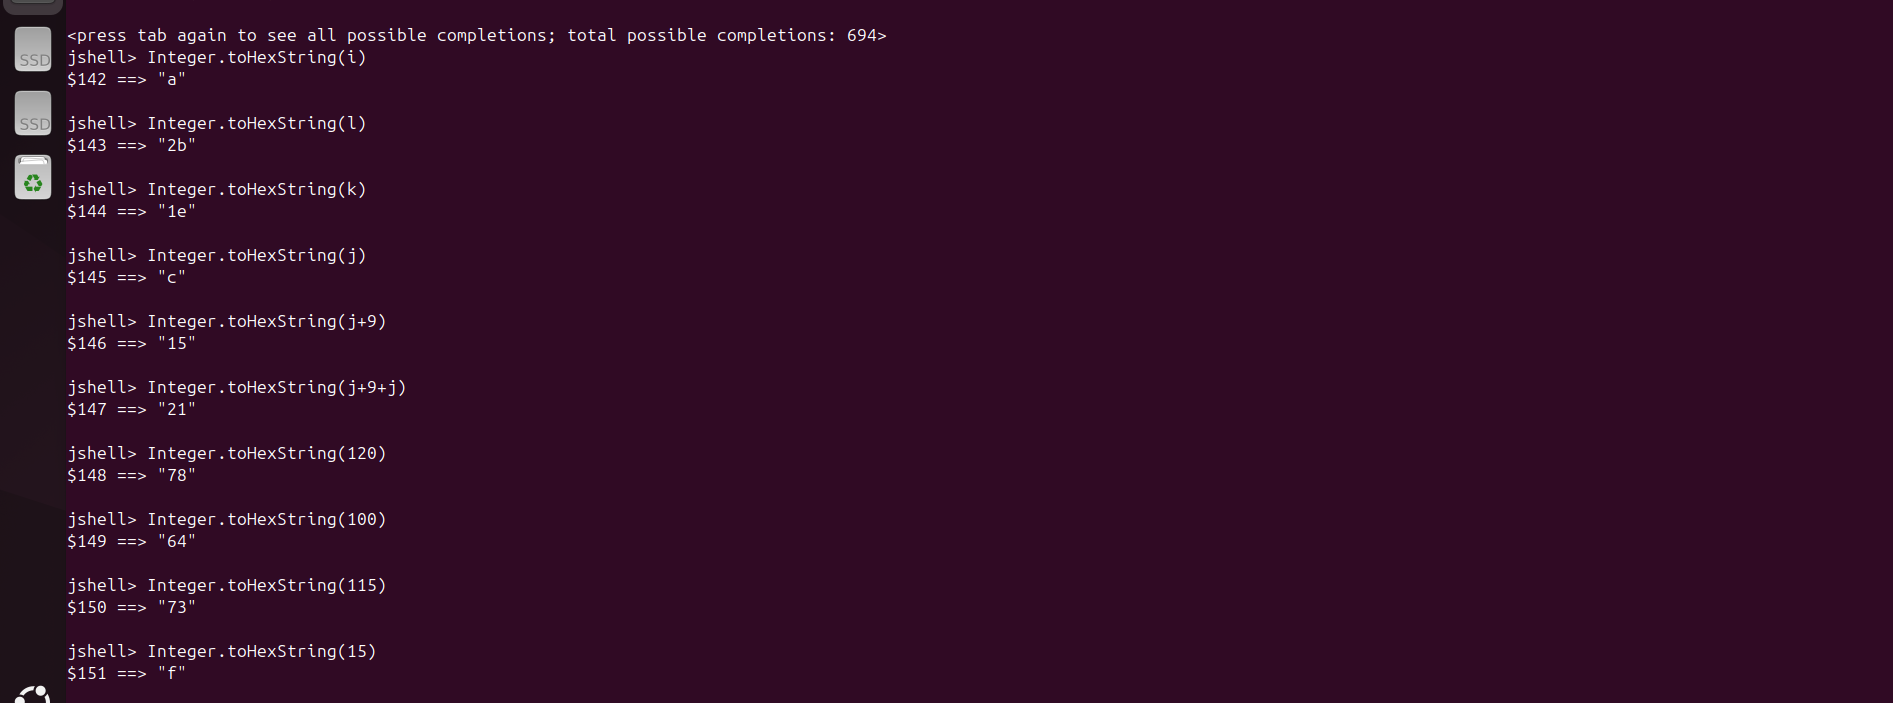 SSD
SSD
<press tab again to see all possible completions; total possible completions: 694>
jshell> Integer.toHexString(i)
$142 ==> "a"
jshell> Integer.toHexString(l)
$143 ==> "2b"
jshell> Integer.toHexString(k)
$144 ==> "1e"
jshell> Integer.toHexString(j)
$145 ==> "c"
jshell> Integer.toHexString(j+9)
$146 ==> "15"
jshell> Integer.toHexString(j+9+j)
$147 ==> "21"
jshell> Integer.toHexString(120)
$148 ==> "78"
jshell> Integer.toHexString(100)
$149 ==> "64"
jshell> Integer.toHexString(115)
$150 ==> "73"
jshell> Integer.toHexString(15)
$151 ==> "f"